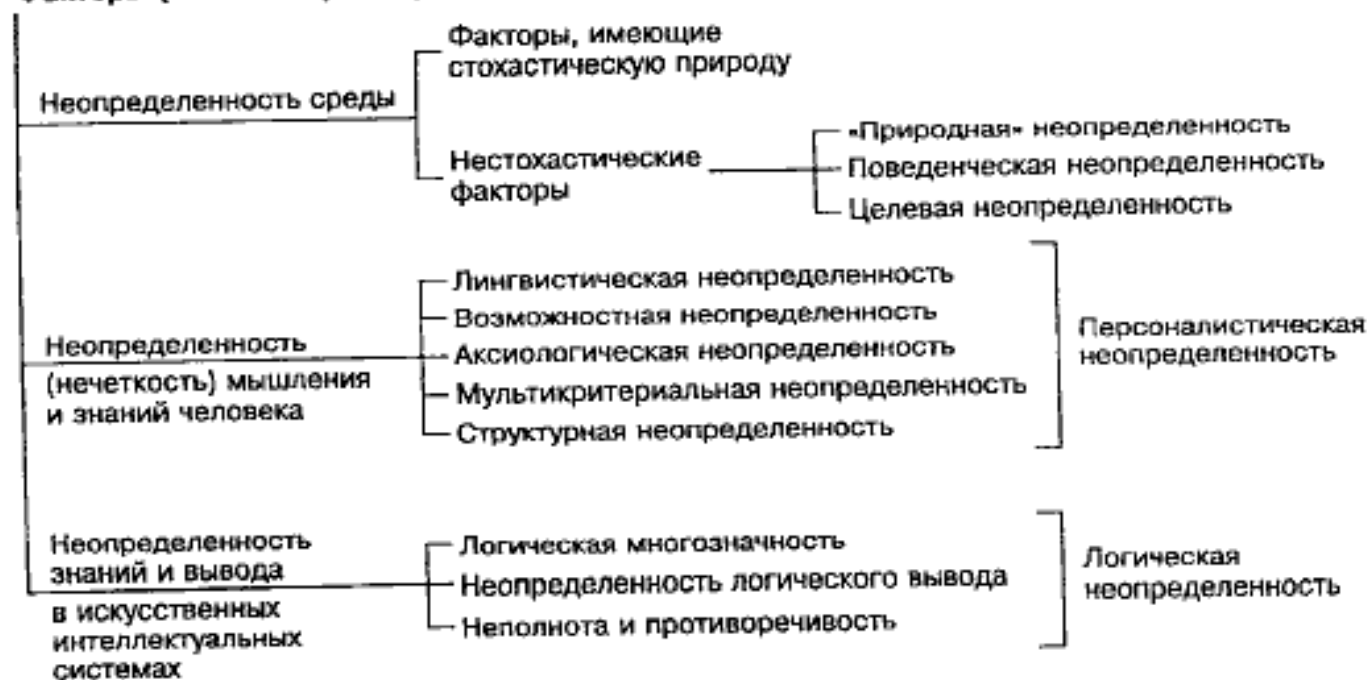 Факторы, имеющие
стохастическую природу
Неопределенность среды
Нестохастические
факторы
«Природная» неопределенность
Поведенческая неопределенность
Целевая неопределенность
Неопределенность
(нечеткость) мышления
и знаний человека
Лингвистическая неопределенность
Возможностная неопределенность
Аксиологическая неопределенность
Мультикритериальная неопределенность
Структурная неопределенность
Персоналистическая
неопределенность
Неопределенность
знаний и вывода
в искусственных
интеллектуальных
системах
Логическая многозначность
Неопределенность логического вывода
Неполнота и противоречивость
Логическая
неопределенность